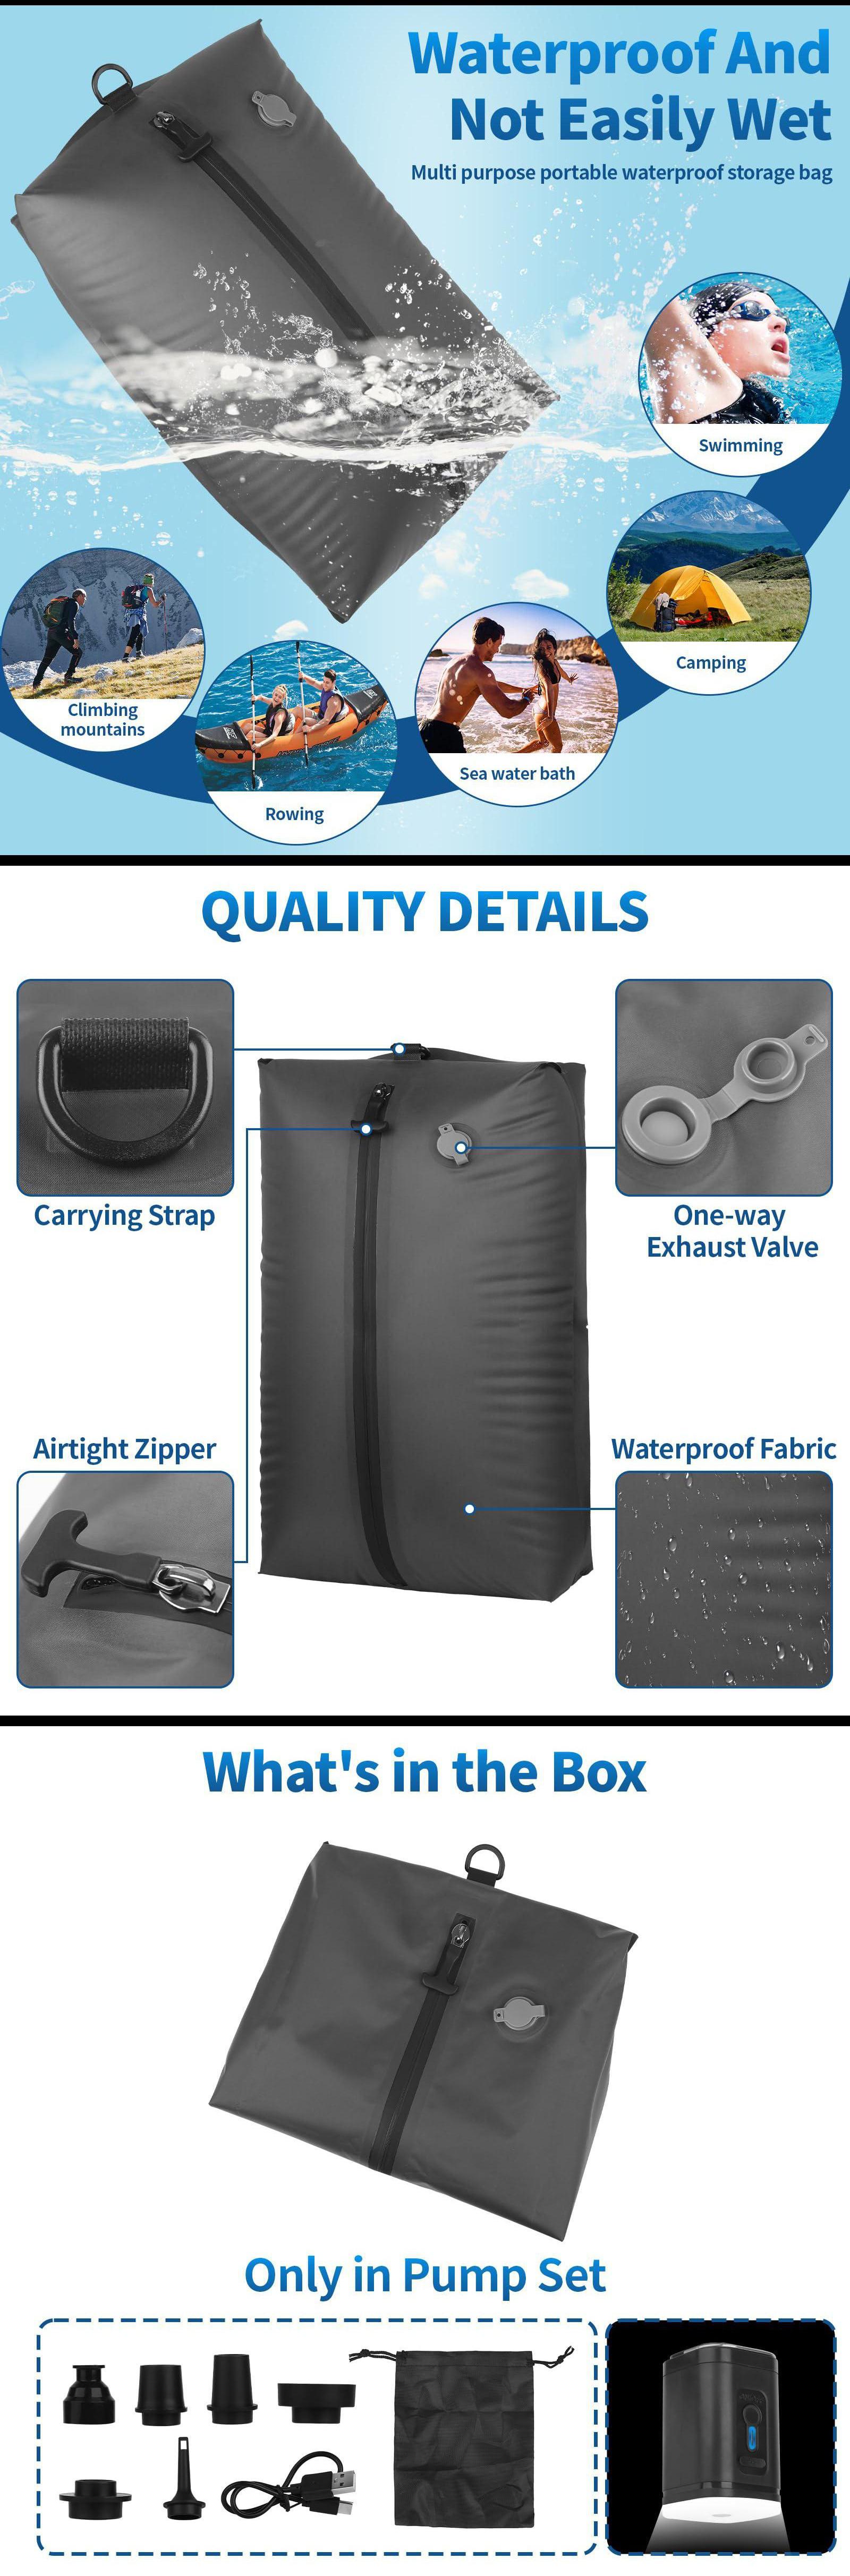 Waterproof And
Not Easily Wet
Multi purpose portable waterproof storage bag
Swimming
Camping
Climbing
mountains
Sea water bath
Rowing
QUALITY DETAILS
Carrying Strap
One-way
Exhaust Valve
Airtight Zipper
Waterproof Fabric
What's in the Box
Only in Pump Set